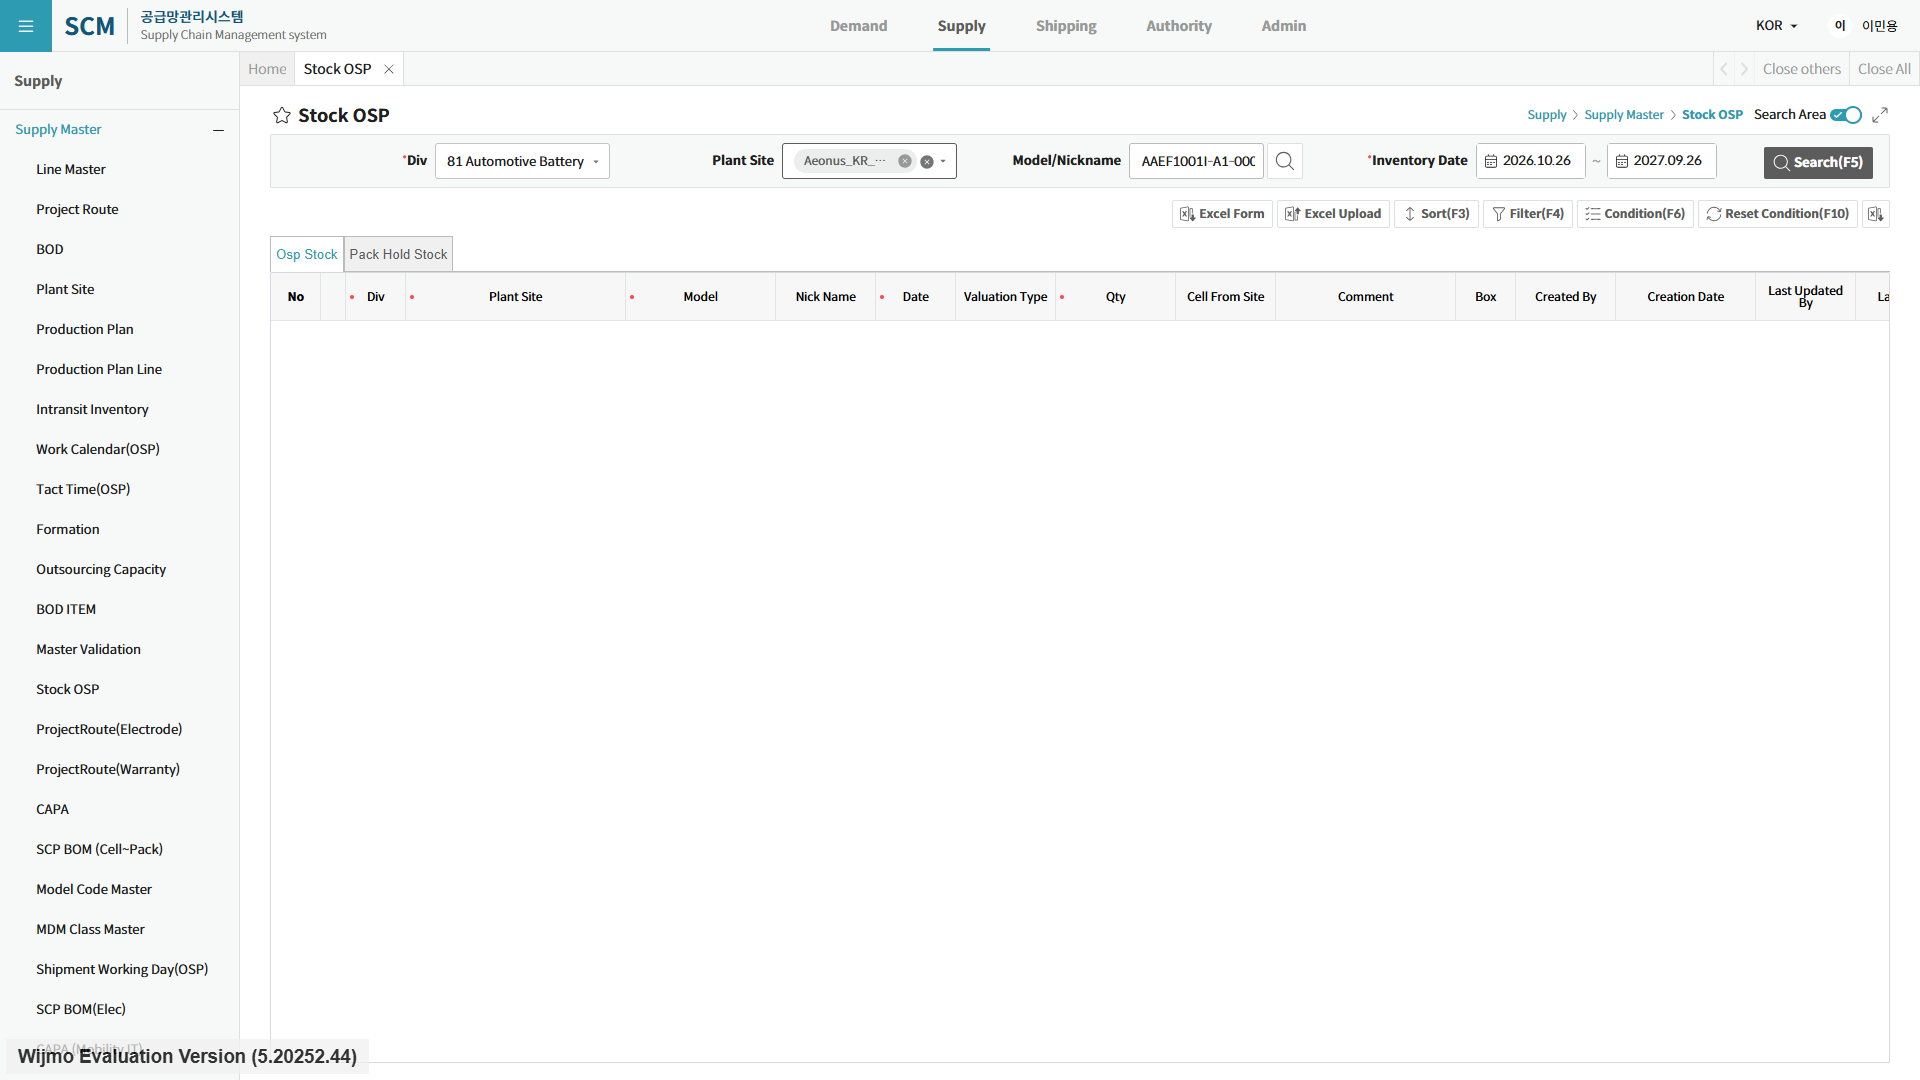 SCM
공급망관리시스템
Supply Chain Management system
Demand
Supply
Shipping
Authority
Admin
KOR
이
이민용
Supply
Home
Stock OSP
Close others
Close All
Supply Master
Line Master
Project Route
BOD
Plant Site
Production Plan
Production Plan Line
Intransit Inventory
Work Calendar(OSP)
Tact Time(OSP)
Formation
Outsourcing Capacity
BOD ITEM
Master Validation
Stock OSP
ProjectRoute(Electrode)
ProjectRoute(Warranty)
CAPA
SCP BOM (Cell~Pack)
Model Code Master
MDM Class Master
Shipment Working Day(OSP)
SCP BOM(Elec)
CAPA (Mobility IT)
Wijmo Evaluation Version (5.20252.44)
Stock OSP
Supply > Supply Master > Stock OSP
Search Area
*Div
81 Automotive Battery
Plant Site
Aeonus_KR_···
Model/Nickname
AAEF1001I-A1-000
*Inventory Date
2026.10.26
~
2027.09.26
Search(F5)
Excel Form
Excel Upload
Sort(F3)
Filter(F4)
Condition(F6)
Reset Condition(F10)
Osp Stock
Pack Hold Stock
No
Div
Plant Site
Model
Nick Name
Date
Valuation Type
Qty
Cell From Site
Comment
Box
Created By
Creation Date
Last Updated
By
La